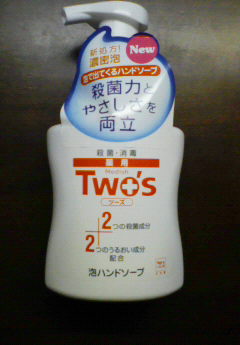 新処方!
濃密泡
New
泡で出てくるハンドソープ
殺菌力と
やさしさを
両立
殺菌・消毒
薬用
Medish
Two's
ツーズ
2つの殺菌成分
2つのうるおい成分
配合
泡ハンドソープ